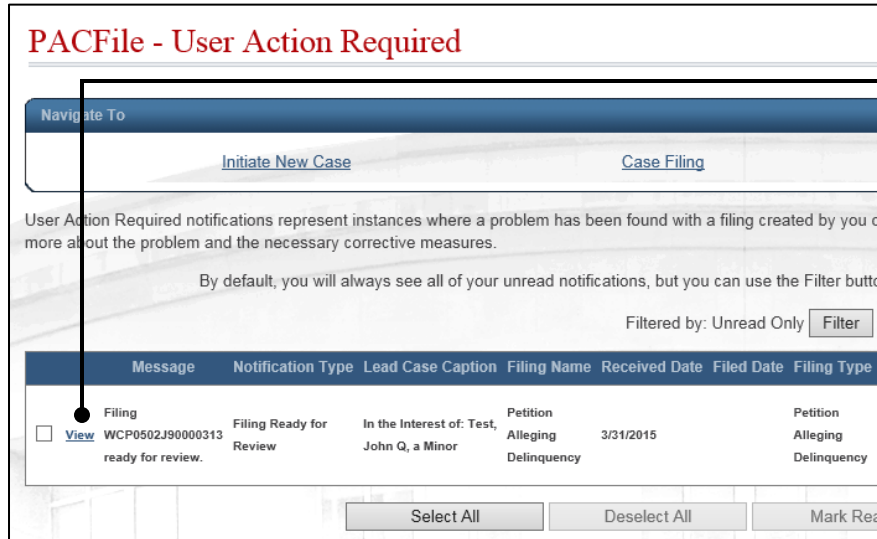 PACFile - User Action Required
Navigate To
Initiate New Case Case Filing
User Action Required notifications represent instances where a problem has been found with a filing created by you
more about the problem and the necessary corrective measures.
By default, you will always see all of your unread notifications, but you can use the Filter
Filtered by: Unread Only Filter
Message Notification Type Lead Case Caption Filing Name Received Date Filed Date Filing Type
View Filing WCP0502J90000313 ready for review. Filing Ready for Review In the Interest of: Test, John Q, a Minor Petition Alleging Delinquency 3/31/2015 Petition Alleging Delinquency
Select All Deselect All Mark